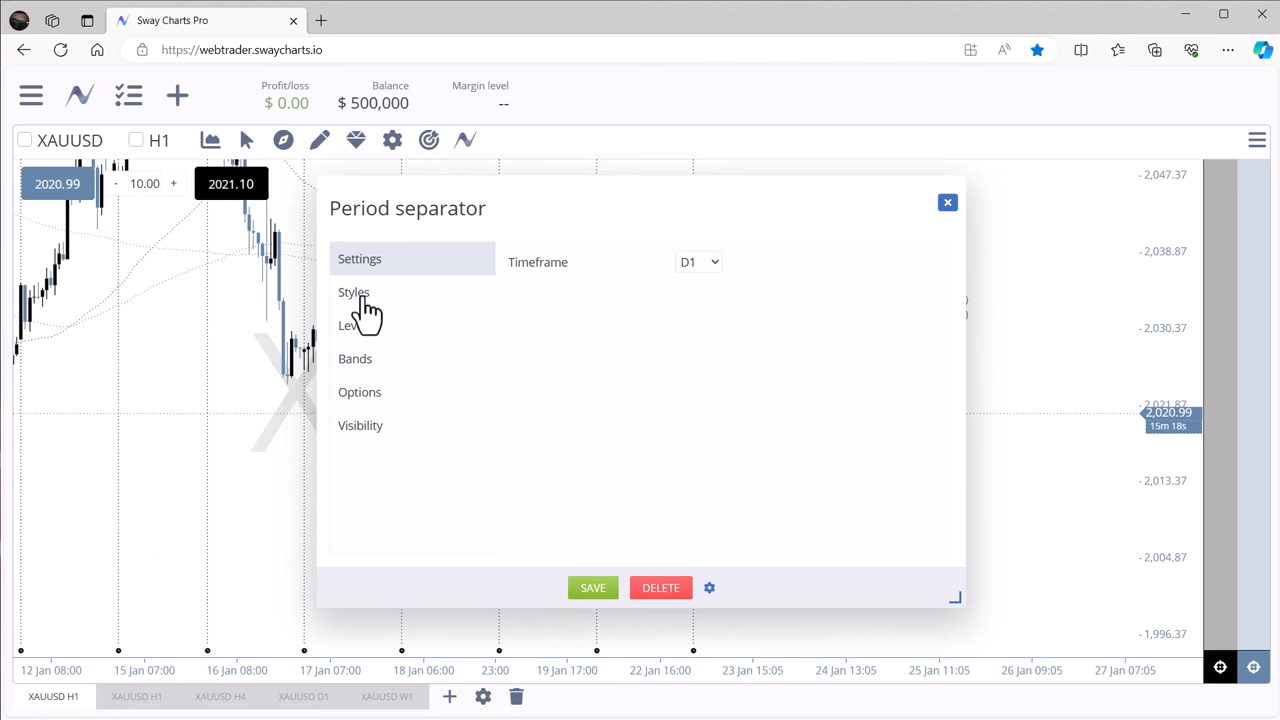 Sway Charts Pro
https://webtrader.swaycharts.io
Profit/loss Balance Margin level
$ 0.00 $ 500,000 --
XAUUSD H1
2020.99 - 10.00 + 2021.10
Period separator
Settings
Styles
Lev
Bands
Options
Visibility
Timeframe D1
SAVE DELETE
2,047.37
2,038.87
2,030.37
2,021.87
2,020.99
15m 18s
2,013.37
2,004.87
1,996.37
12 Jan 08:00 15 Jan 07:00 16 Jan 08:00 17 Jan 07:00 18 Jan 06:00 23:00 19 Jan 17:00 22 Jan 16:00 23 Jan 15:05 24 Jan 13:05 25 Jan 11:05 26 Jan 09:05 27 Jan 07:05
XAUUSD H1 XAUUSD H1 XAUUSD H4 XAUUSD D1 XAUUSD W1